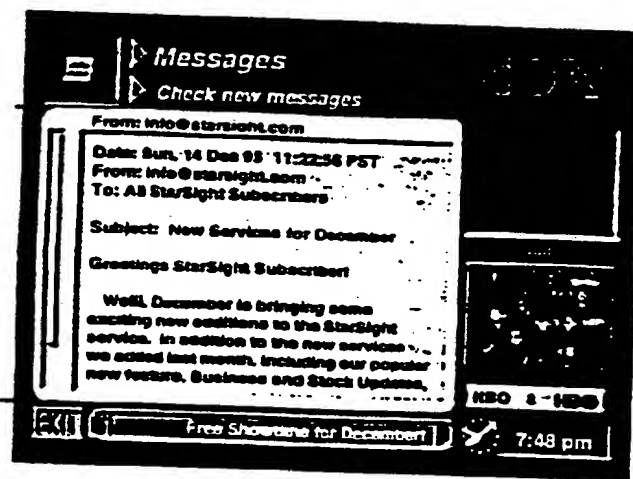 Messages
Check new messages
From: info@starsight.com
Date: Sun, 14 Dec 95 11:22:56 PST
From: info@starsight.com
To: All StarSight Subscribers
Subject: New Services for December
Greetings StarSight Subscriber!
Well, December is bringing some
exciting new additions to the StarSight
service. In addition to the new services
we added last month, including our popular
new feature, Business and Stock Updates,
HBO 8
EXIT
Free Showtime for December!
7:48 pm